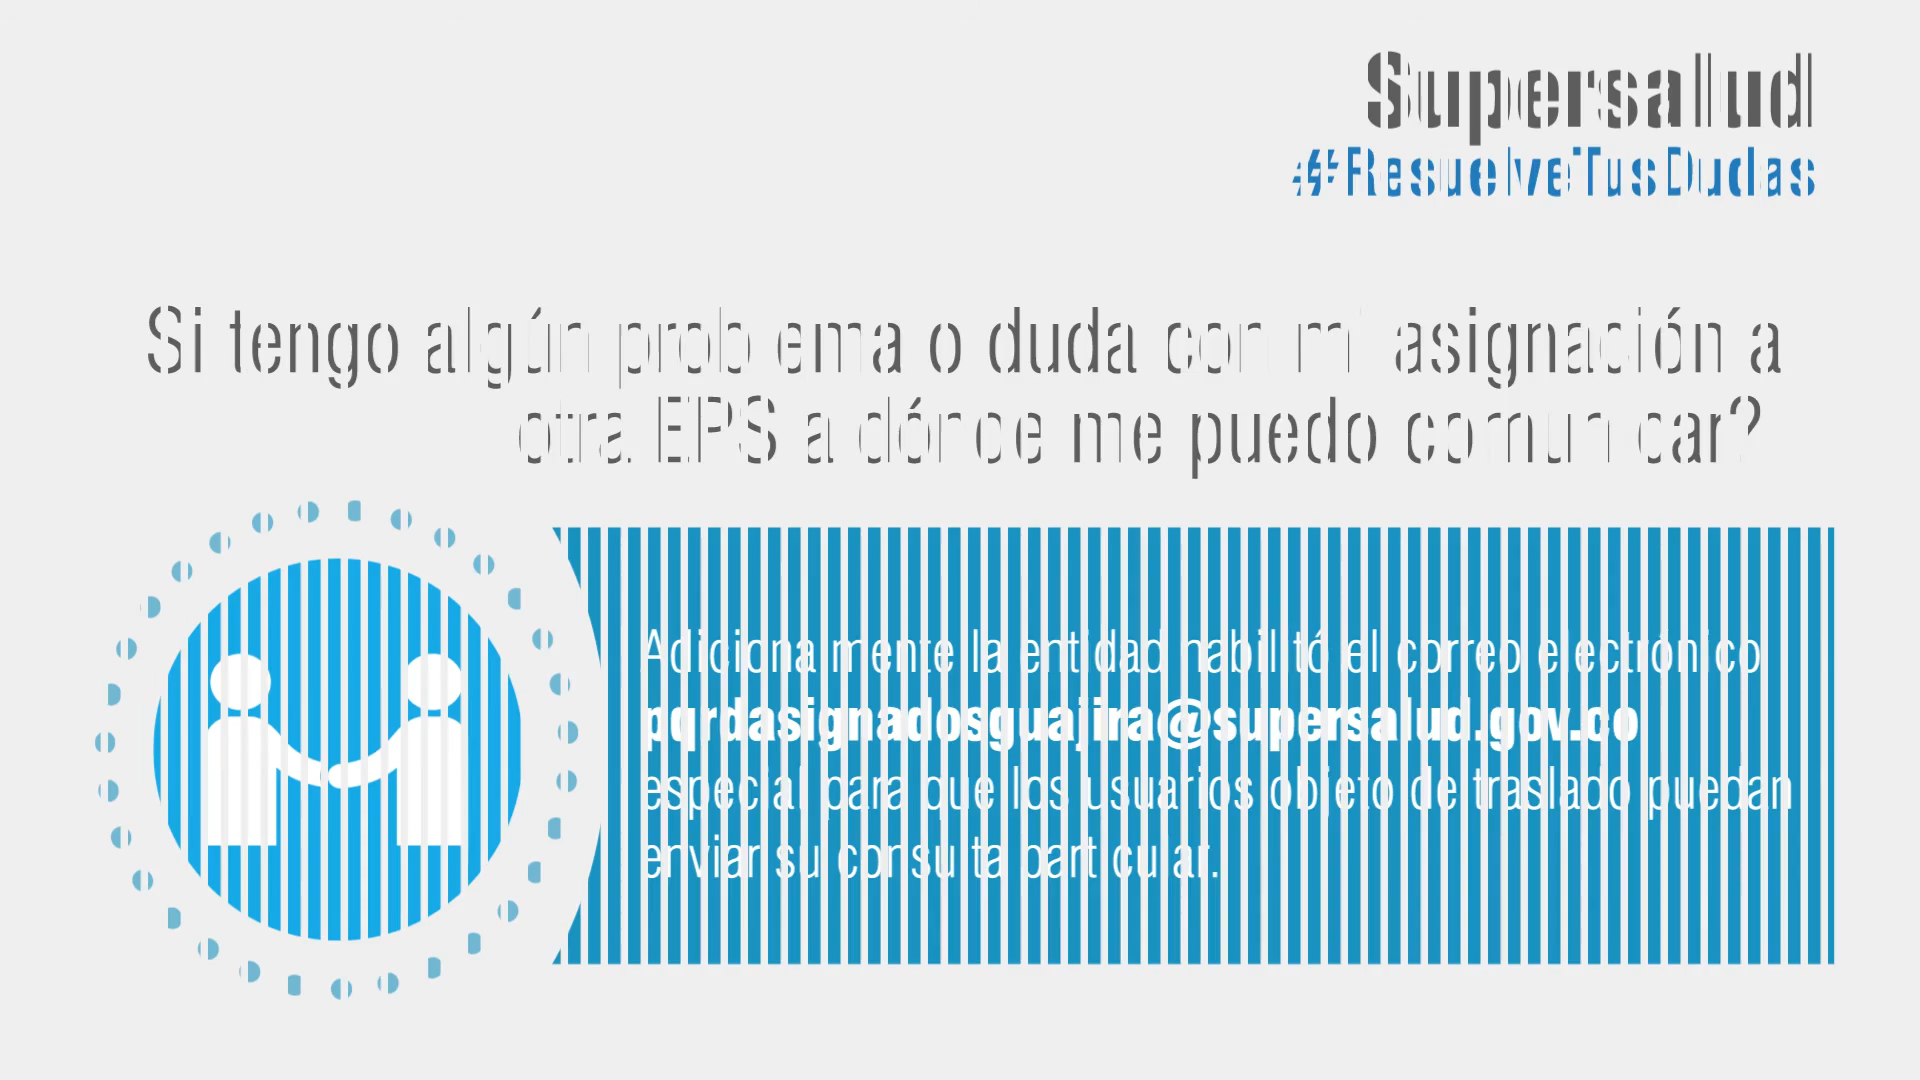 Supersalud
#ResuelveTusDudas
Si tengo algún problema o duda con mi asignación a
otra EPS a dónde me puedo comunicar?
Adicionalmente la entidad habilitó el correo electrónico
pqrdasignadosguajira@supersalud.gov.co
especial para que los usuarios objeto de traslado puedan
enviar su consulta particular.